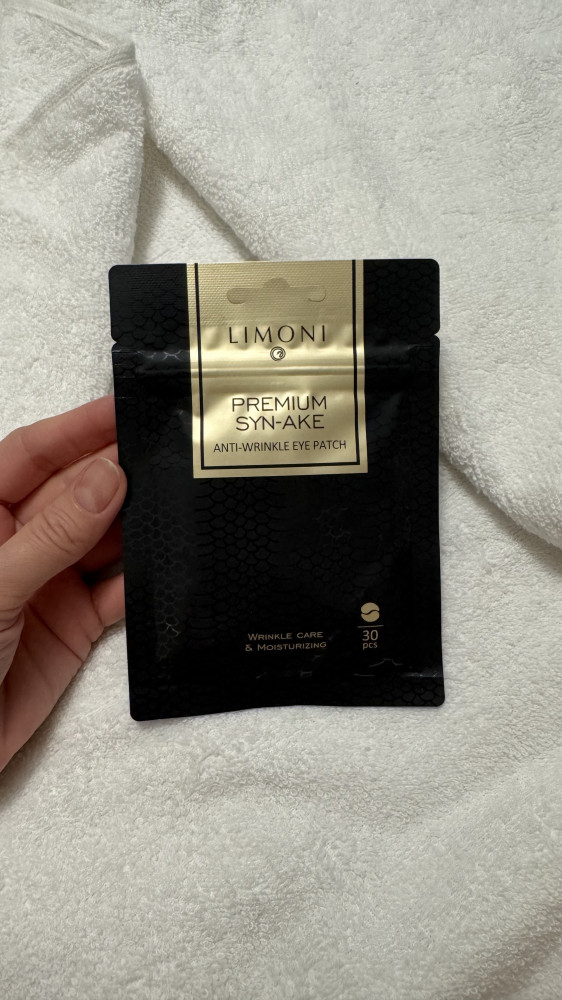 LIMONI
PREMIUM
SYN-AKE
ANTI-WRINKLE EYE PATCH
WRINKLE CARE
& MOISTURIZING
30
pcs